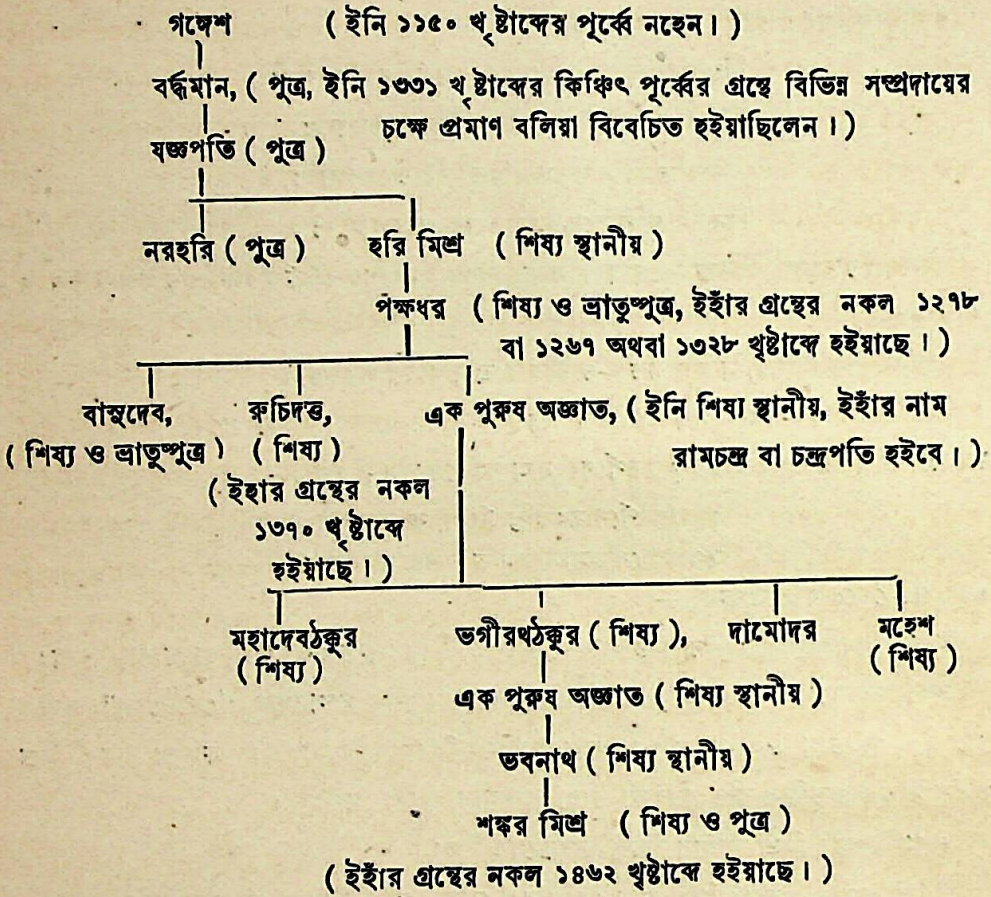 গঙ্গেশ ( ইনি ১১৫০ খৃষ্টাব্দের পূর্ব্বে নহেন। )
বর্দ্ধমান, ( পুত্র, ইনি ১৩৩১ খৃষ্টাব্দের কিঞ্চিৎ পূর্ব্বের গ্রন্থে বিভিন্ন সম্প্রদায়ের
চক্ষে প্রমাণ বলিয়া বিবেচিত হইয়াছিলেন। )
যজ্ঞপতি ( পুত্র )
নরহরি ( পুত্র ) হরি মিশ্র ( শিষ্য স্থানীয় )
পক্ষধর ( শিষ্য ও ভ্রাতুষ্পুত্র, ইহাঁর গ্রন্থের নকল ১২৭৮
বা ১২৬৭ অথবা ১৩২৮ খৃষ্টাব্দে হইয়াছে। )
বাসুদেব, রুচিদত্ত, এক পুরুষ অজ্ঞাত, ( ইনি শিষ্য স্থানীয়, ইহাঁর নাম
( শিষ্য ও ভ্রাতুষ্পুত্র ) ( শিষ্য ) রামচন্দ্র বা চন্দ্রপতি হইবে। )
( ইহার গ্রন্থের নকল
১৩৭০ খৃষ্টাব্দে
হইয়াছে। )
মহাদেবঠক্কুর ভগীরথঠক্কুর ( শিষ্য ), দামোদর মহেশ
( শিষ্য ) ( শিষ্য )
এক পুরুষ অজ্ঞাত ( শিষ্য স্থানীয় )
ভবনাথ ( শিষ্য স্থানীয় )
শঙ্কর মিশ্র ( শিষ্য ও পুত্র )
( ইহাঁর গ্রন্থের নকল ১৪৬২ খৃষ্টাব্দে হইয়াছে। )